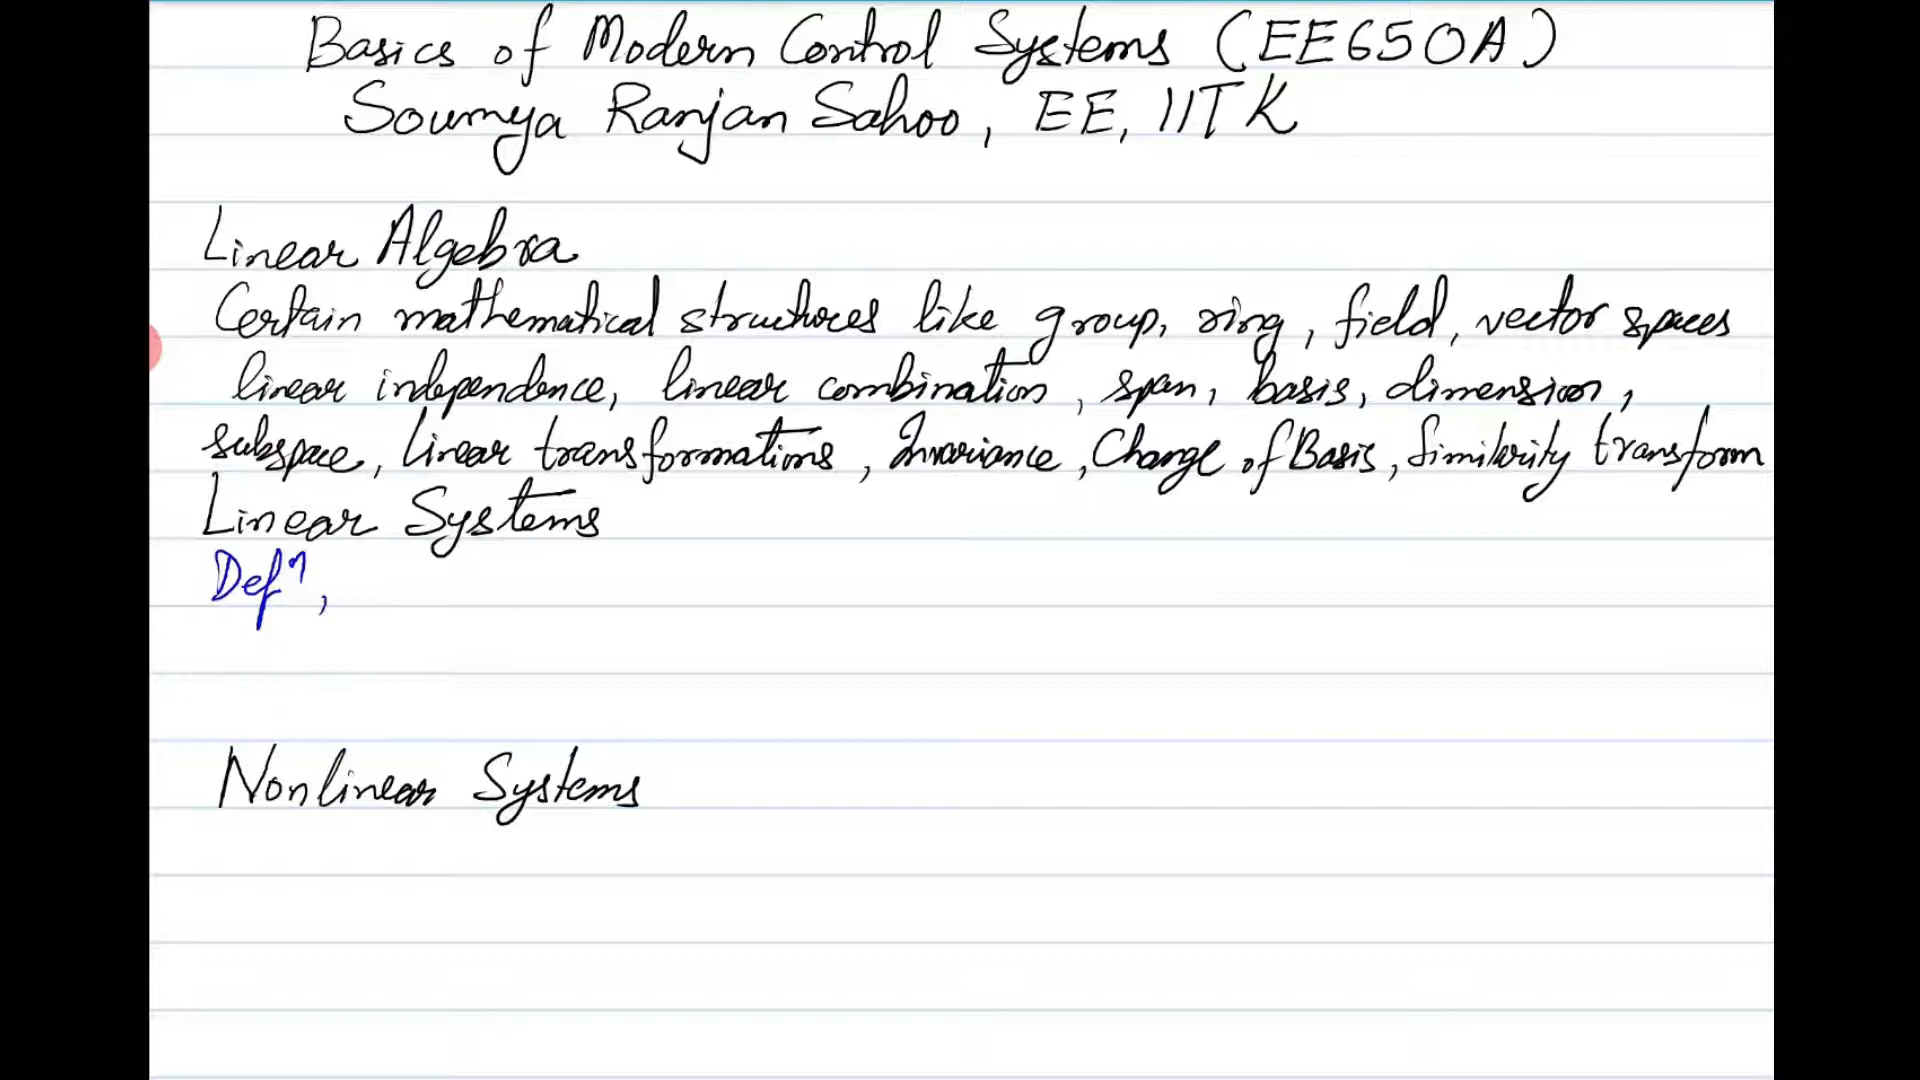 Basics of Modern Control Systems (EE650A)
Soumya Ranjan Sahoo, EE, IITK
Linear Algebra
Certain mathematical structures like group, ring, field, vector spaces
linear independence, linear combination, span, basis, dimension,
subspace, linear transformations, Invariance, Change of Basis, Similarity transform
Linear Systems
Defⁿ,
Nonlinear Systems